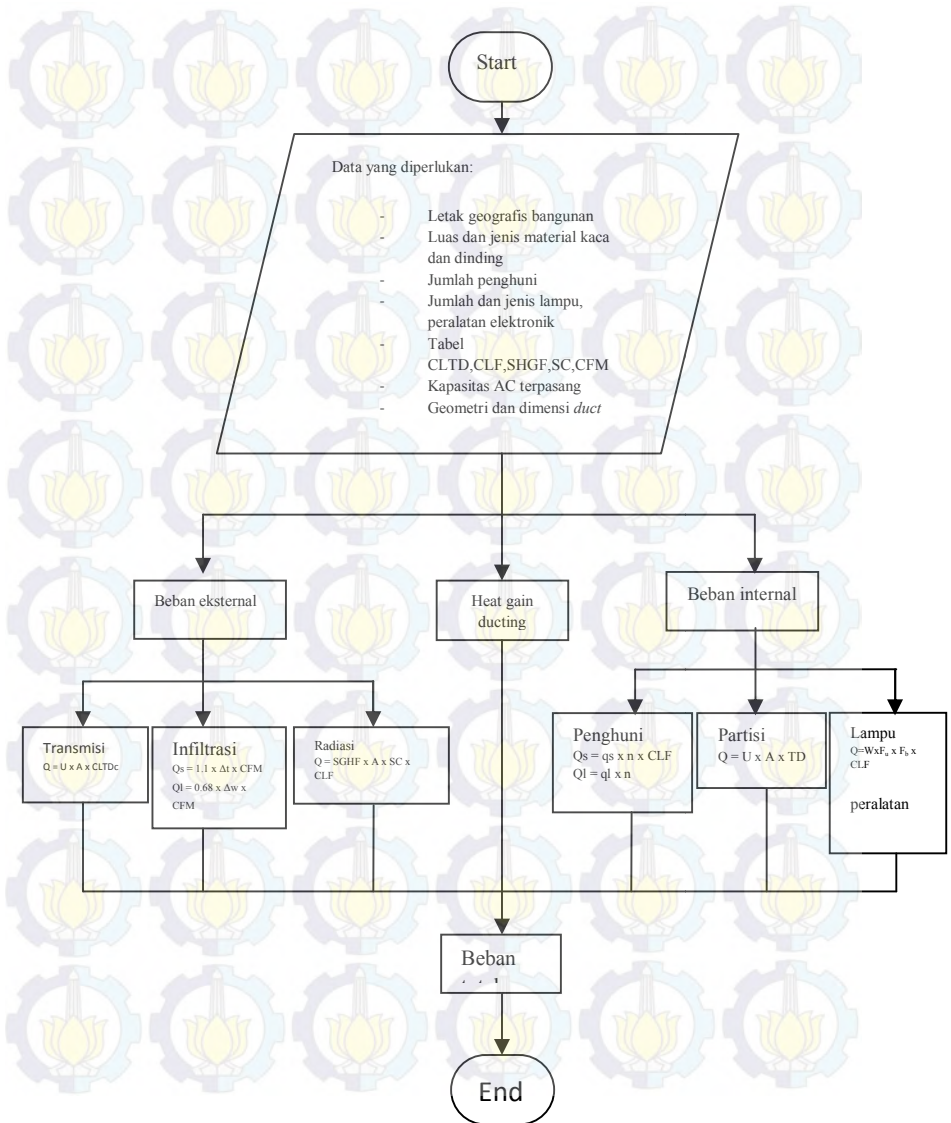 Start
Data yang diperlukan:
- Letak geografis bangunan
- Luas dan jenis material kaca
dan dinding
- Jumlah penghuni
- Jumlah dan jenis lampu,
peralatan elektronik
- Tabel
CLTD,CLF,SHGF,SC,CFM
- Kapasitas AC terpasang
- Geometri dan dimensi duct
Beban eksternal
Heat gain
ducting
Beban internal
Transmisi
Q = U x A x CLTDc
Infiltrasi
Qs = 1.1 x Δt x CFM
Ql = 0.68 x Δw x
CFM
Radiasi
Q = SGHF x A x SC x
CLF
Penghuni
Qs = qs x n x CLF
Ql = ql x n
Partisi
Q = U x A x TD
Lampu
Q=WxFu x Fb x
CLF
peralatan
Beban
End